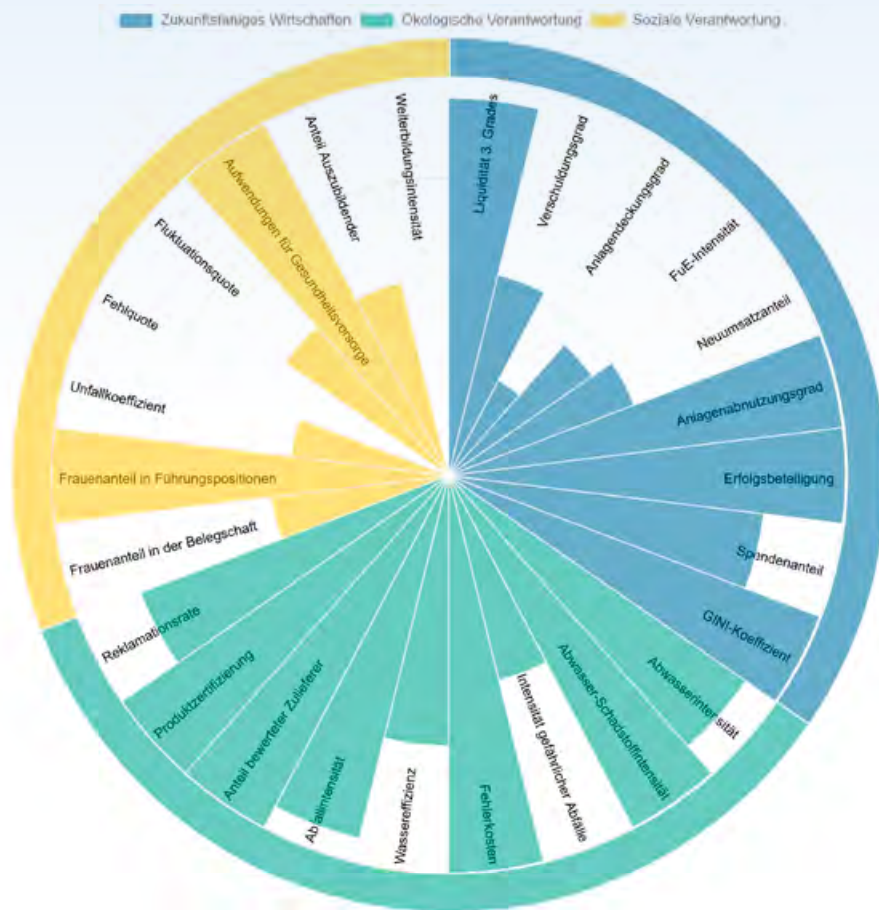 Zukunftsfähiges Wirtschaften
Ökologische Verantwortung
Soziale Verantwortung
Liquidität 3. Grades
Verschuldungsgrad
Anlagendeckungsgrad
FuE-Intensität
Neuumsatzanteil
Anlagenabnutzungsgrad
Erfolgsbeteiligung
Spendenanteil
GINI-Koeffizient
Abwasserintensität
Abwasser-Schadstoffintensität
Intensität gefährlicher Abfälle
Fehlerkosten
Wassereffizienz
Abfallintensität
Anteil bewerteter Zulieferer
Produktzertifizierung
Reklamationsrate
Frauenanteil in der Belegschaft
Frauenanteil in Führungspositionen
Unfallkoeffizient
Fehlquote
Fluktuationsquote
Aufwendungen für Gesundheitsvorsorge
Anteil Auszubildender
Weiterbildungsintensität